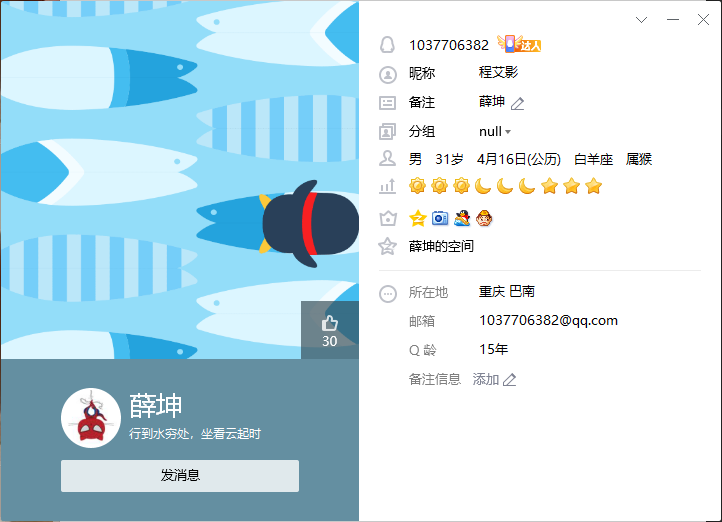 30
薛坤
行到水穷处，坐看云起时
发消息
1037706382 达人
昵称 程艾影
备注 薛坤
分组 null
男 31岁 4月16日(公历) 白羊座 属猴
薛坤的空间
所在地 重庆 巴南
邮箱 1037706382@qq.com
Q 龄 15年
备注信息 添加